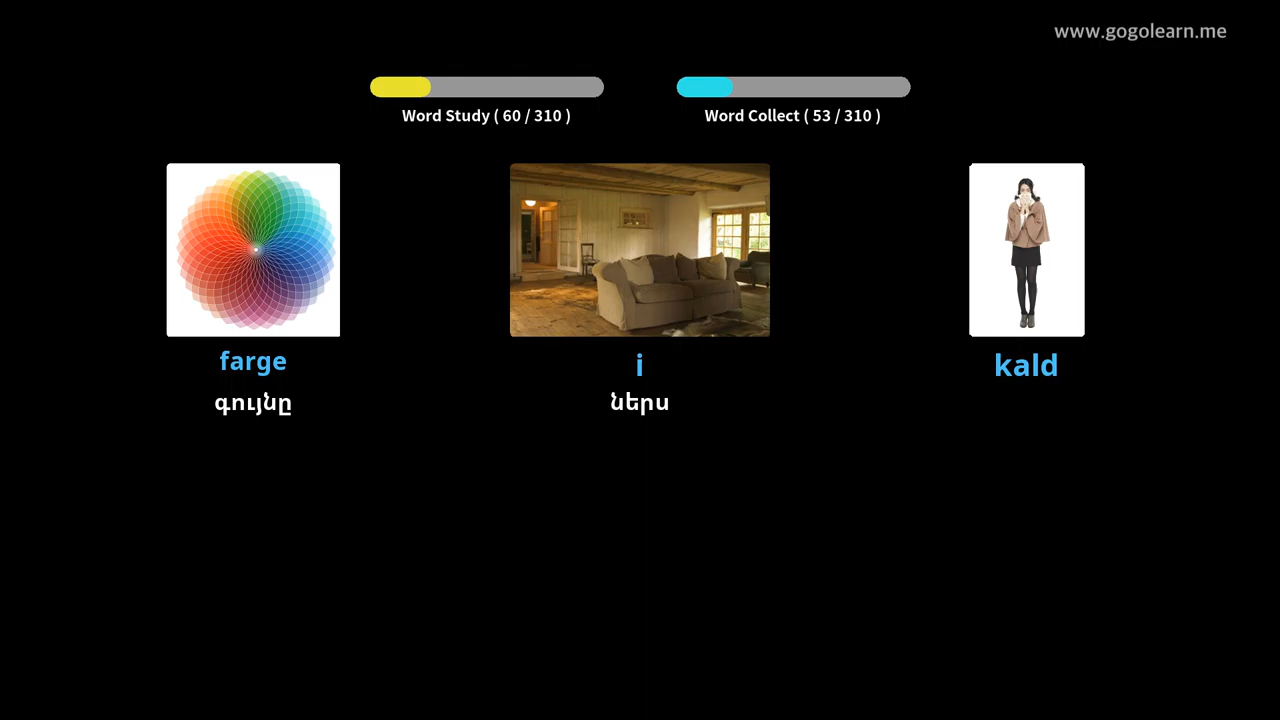 www.gogolearn.me
Word Study ( 60 / 310 )
Word Collect ( 53 / 310 )
farge
i
kald
գույնը
ներս